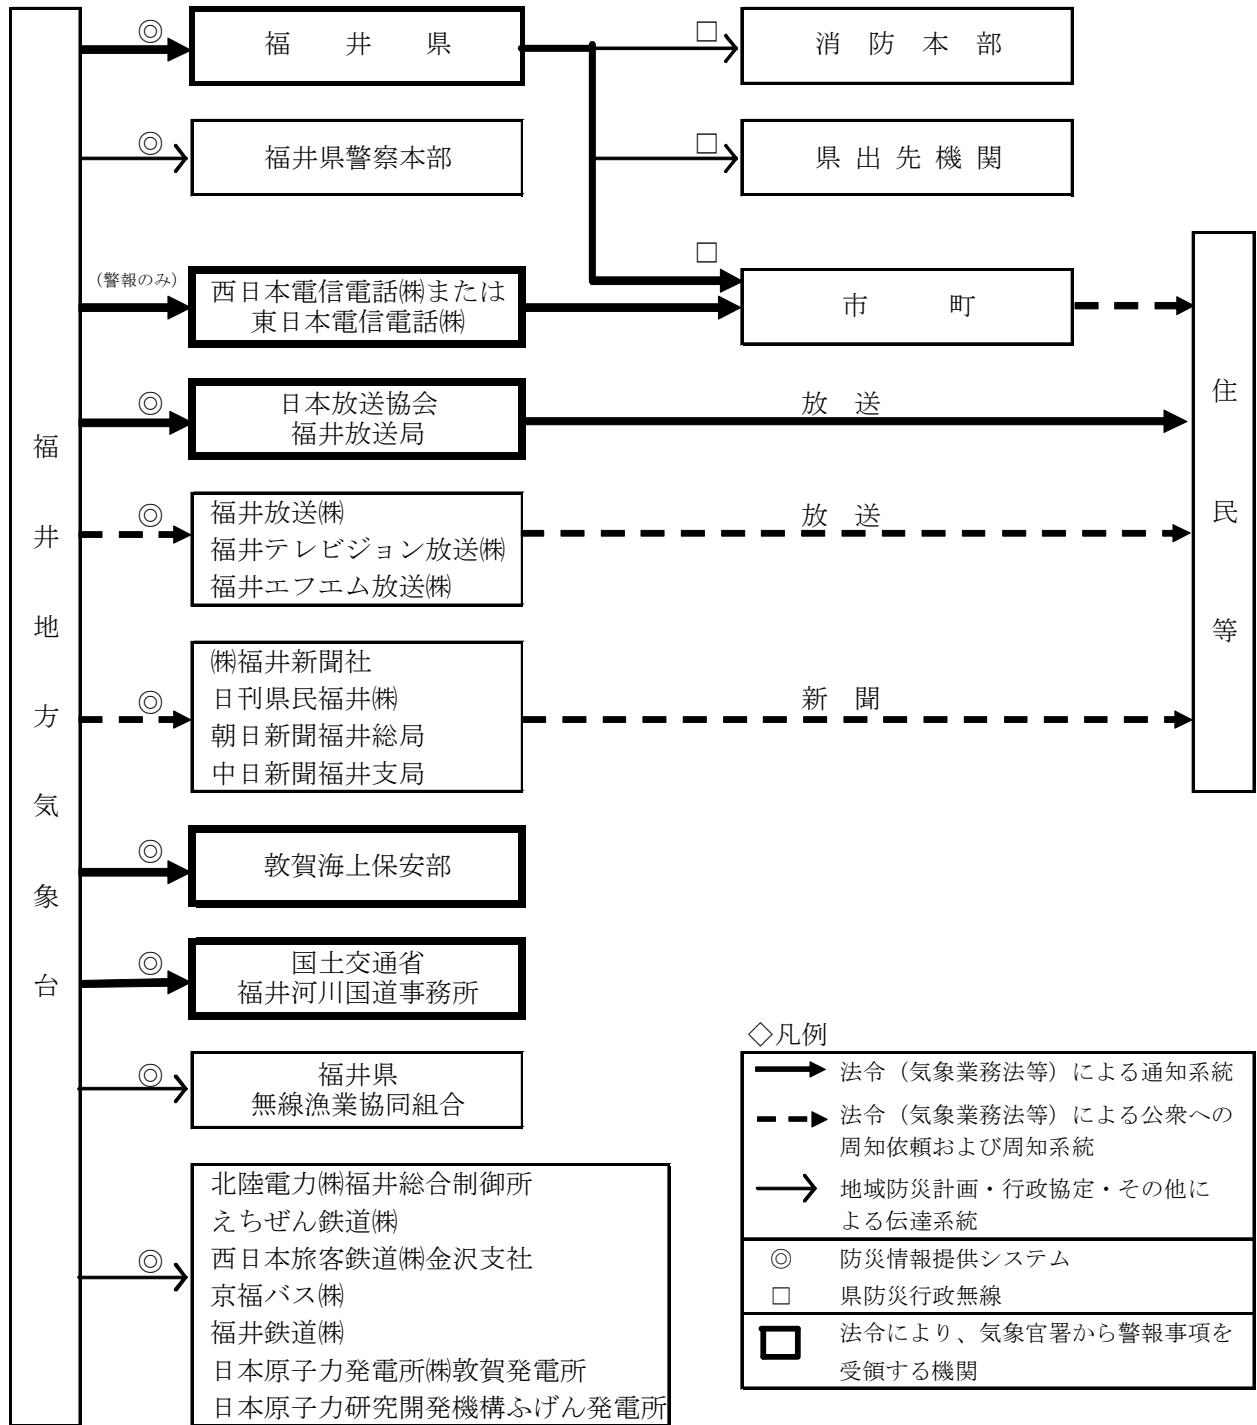 福井地方気象台
◎
福井県
□
消防本部
◎
福井県警察本部
□
県出先機関
(警報のみ)
西日本電信電話㈱または
東日本電信電話㈱
□
市町
住民等
◎
日本放送協会
福井放送局
放送
◎
福井放送㈱
福井テレビジョン放送㈱
福井エフエム放送㈱
放送
◎
㈱福井新聞社
日刊県民福井㈱
朝日新聞福井総局
中日新聞福井支局
新聞
◎
敦賀海上保安部
◎
国土交通省
福井河川国道事務所
◎
福井県
無線漁業協同組合
◎
北陸電力㈱福井総合制御所
えちぜん鉄道㈱
西日本旅客鉄道㈱金沢支社
京福バス㈱
福井鉄道㈱
日本原子力発電所㈱敦賀発電所
日本原子力研究開発機構ふげん発電所
◇凡例
法令（気象業務法等）による通知系統
法令（気象業務法等）による公衆への
周知依頼および周知系統
地域防災計画・行政協定・その他に
よる伝達系統
◎ 防災情報提供システム
□ 県防災行政無線
法令により、気象官署から警報事項を
受領する機関